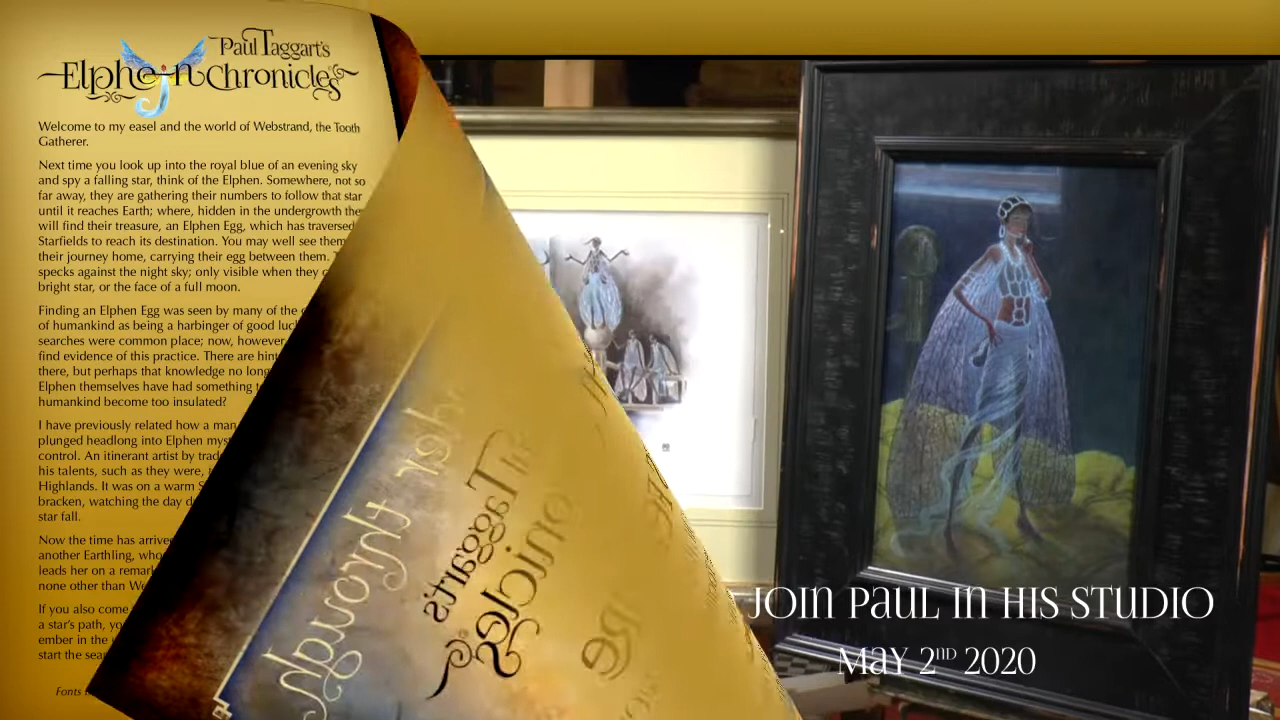 Paul Taggart's
Elphein Chronicles
Welcome to my easel and the world of Webstrand, the Tooth
Gatherer.
Next time you look up into the royal blue of an evening sky
and spy a falling star, think of the Elphen. Somewhere, not so
far away, they are gathering their numbers to follow that star
until it reaches Earth; where, hidden in the undergrowth they
will find their treasure, an Elphen Egg, which has traversed
Starfields to reach its destination. You may well see them
their journey home, carrying their egg between them.
specks against the night sky; only visible when they
bright star, or the face of a full moon.
Finding an Elphen Egg was seen by many of the
of humankind as being a harbinger of good luck
searches were common place; now, however
find evidence of this practice. There are hint
there, but perhaps that knowledge no long
Elphen themselves have had something
humankind become too insulated?
I have previously related how a man
plunged headlong into Elphen myst
control. An itinerant artist by trad
his talents, such as they were,
Highlands. It was on a warm S
bracken, watching the day d
star fall.
Now the time has arrived
another Earthling, who
leads her on a remark
none other than We
If you also come
a star's path, yo
ember in the
start the sear
Fonts
her through
Taggart's
onicles
Join Paul in his Studio
May 2nd 2020